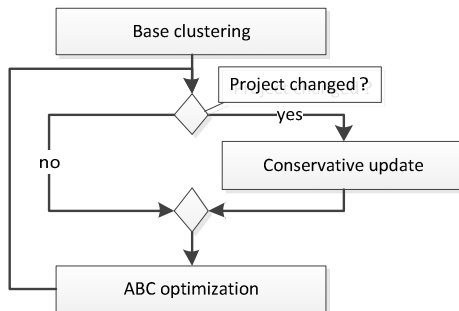 Base clustering
Project changed ?
yes
no
Conservative update
ABC optimization